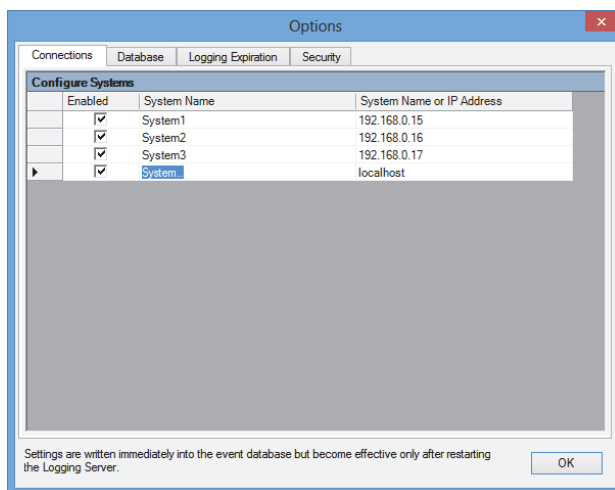 Options
Connections Database Logging Expiration Security
Configure Systems
Enabled System Name System Name or IP Address
System1 192.168.0.15
System2 192.168.0.16
System3 192.168.0.17
System.. localhost
Settings are written immediately into the event database but become effective only after restarting
the Logging Server.
OK